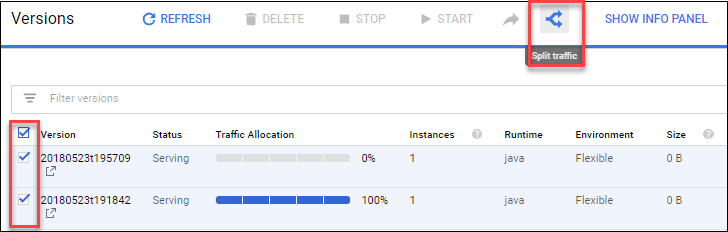 Versions REFRESH DELETE STOP START SHOW INFO PANEL
Split traffic
Filter versions
Version Status Traffic Allocation Instances ? Runtime Environment Size ?
20180523t195709 Serving 0% 1 java Flexible 0 B
20180523t191842 Serving 100% 1 java Flexible 0 B